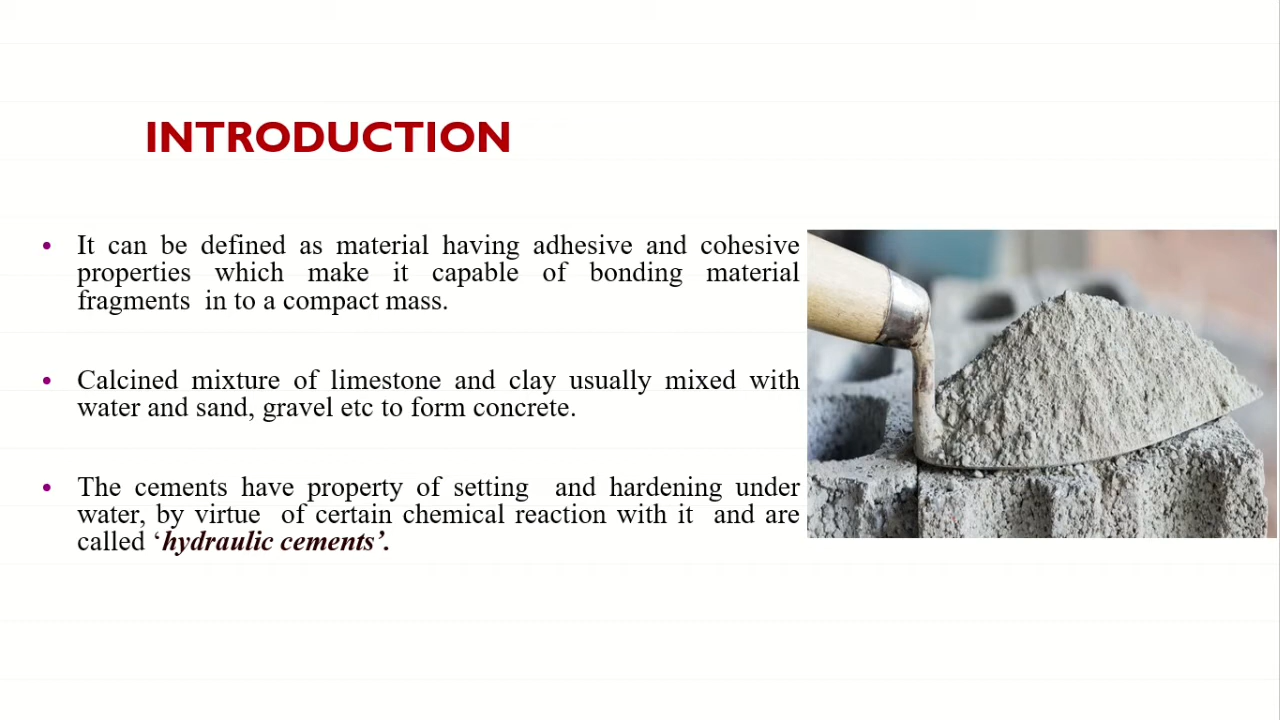 INTRODUCTION
• It can be defined as material having adhesive and cohesive
properties which make it capable of bonding material
fragments in to a compact mass.
• Calcined mixture of limestone and clay usually mixed with
water and sand, gravel etc to form concrete.
• The cements have property of setting and hardening under
water, by virtue of certain chemical reaction with it and are
called ‘hydraulic cements’.